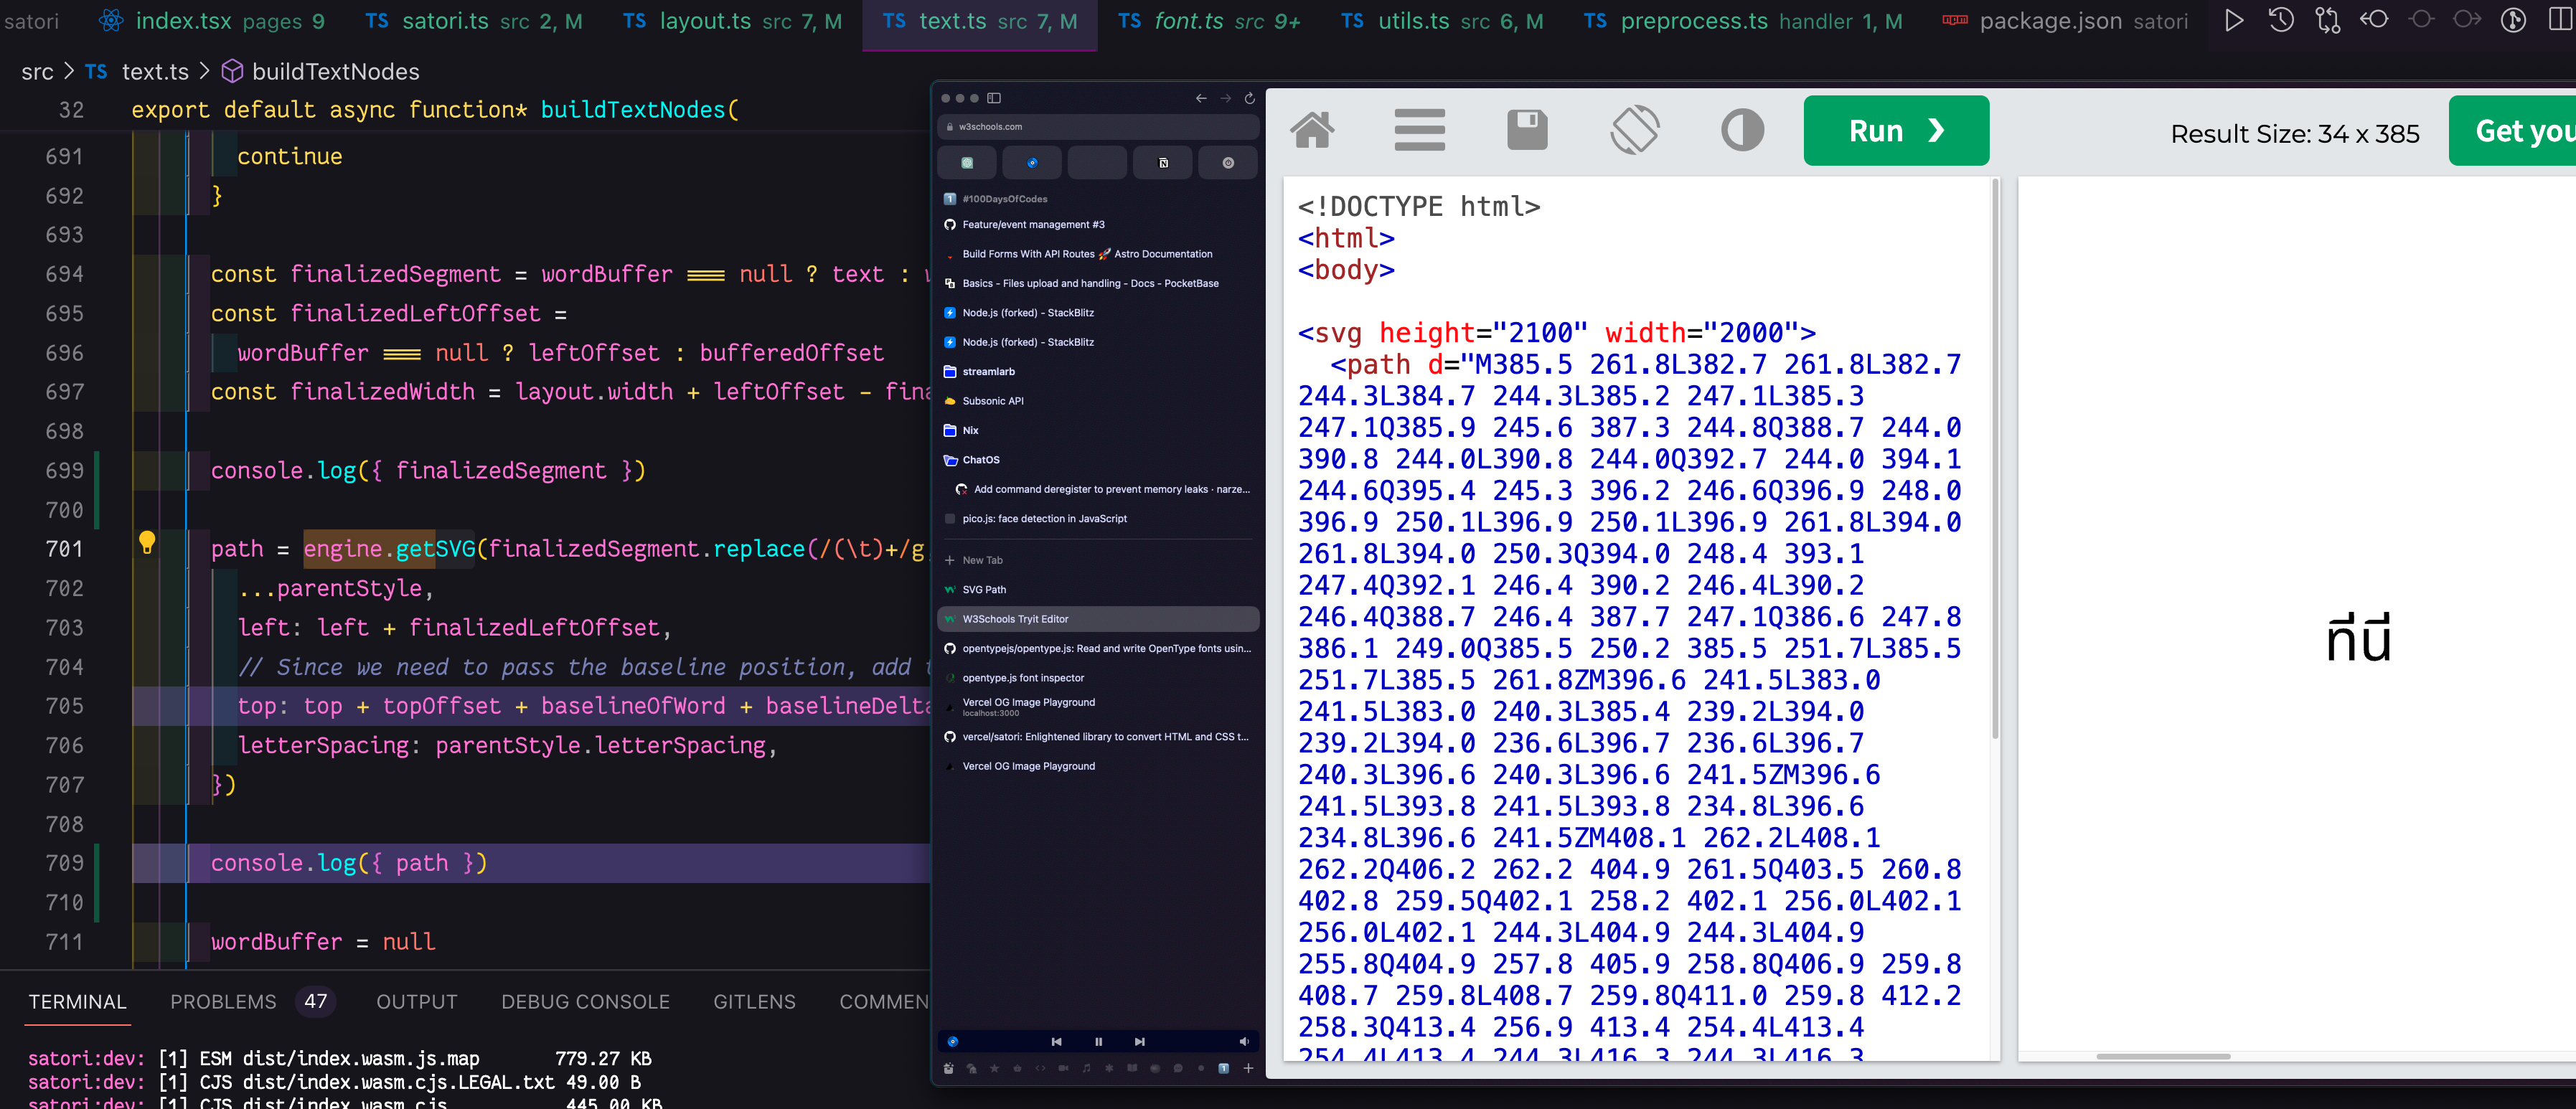 satori
index.tsx pages 9
TS satori.ts src 2, M
TS layout.ts src 7, M
TS text.ts src 7, M
TS font.ts src 9+
TS utils.ts src 6, M
TS preprocess.ts handler 1, M
package.json satori
src > TS text.ts > buildTextNodes
32 export default async function* buildTextNodes(
691 continue
692 }
693
694 const finalizedSegment = wordBuffer === null ? text :
695 const finalizedLeftOffset =
696 wordBuffer === null ? leftOffset : bufferedOffset
697 const finalizedWidth = layout.width + leftOffset -
698
699 console.log({ finalizedSegment })
700
701 path = engine.getSVG(finalizedSegment.replace(/(\t)+/g
702 ...parentStyle,
703 left: left + finalizedLeftOffset,
704 // Since we need to pass the baseline position, add
705 top: top + topOffset + baselineOfWord + baselineDelta
706 letterSpacing: parentStyle.letterSpacing,
707 })
708
709 console.log({ path })
710
711 wordBuffer = null
TERMINAL PROBLEMS 47 OUTPUT DEBUG CONSOLE GITLENS
satori:dev: [1] ESM dist/index.wasm.js.map 779.27 KB
satori:dev: [1] CJS dist/index.wasm.cjs.LEGAL.txt 49.00 B
satori:dev: [1] CJS dist/index.wasm.cjs 445.00 KB
w3schools.com
1 #100DaysOfCodes
Feature/event management #3
Build Forms With API Routes 🚀 Astro Documentation
Basics - Files upload and handling - Docs - PocketBase
Node.js (forked) - StackBlitz
Node.js (forked) - StackBlitz
streamlarb
Subsonic API
Nix
ChatOS
Add command deregister to prevent memory leaks · narze...
pico.js: face detection in JavaScript
+ New Tab
SVG Path
W3Schools Tryit Editor
opentypejs/opentype.js: Read and write OpenType fonts usin...
opentype.js font inspector
Vercel OG Image Playground
localhost:3000
vercel/satori: Enlightened library to convert HTML and CSS t...
Vercel OG Image Playground
Run ❯
Result Size: 34 x 385
Get
<!DOCTYPE html>
<html>
<body>
<svg height="2100" width="2000">
<path d="M385.5 261.8L382.7 261.8L382.7
244.3L384.7 244.3L385.2 247.1L385.3
247.1Q385.9 245.6 387.3 244.8Q388.7 244.0
390.8 244.0L390.8 244.0Q392.7 244.0 394.1
244.6Q395.4 245.3 396.2 246.6Q396.9 248.0
396.9 250.1L396.9 250.1L396.9 261.8L394.0
261.8L394.0 250.3Q394.0 248.4 393.1
247.4Q392.1 246.4 390.2 246.4L390.2
246.4Q388.7 246.4 387.7 247.1Q386.6 247.8
386.1 249.0Q385.5 250.2 385.5 251.7L385.5
251.7L385.5 261.8ZM396.6 241.5L383.0
241.5L383.0 240.3L385.4 239.2L394.0
239.2L394.0 236.6L396.7 236.6L396.7
240.3L396.6 240.3L396.6 241.5ZM396.6
241.5L393.8 241.5L393.8 234.8L396.6
234.8L396.6 241.5ZM408.1 262.2L408.1
262.2Q406.2 262.2 404.9 261.5Q403.5 260.8
402.8 259.5Q402.1 258.2 402.1 256.0L402.1
256.0L402.1 244.3L404.9 244.3L404.9
255.8Q404.9 257.8 405.9 258.8Q406.9 259.8
408.7 259.8L408.7 259.8Q411.0 259.8 412.2
258.3Q413.4 256.9 413.4 254.4L413.4
254.4L413.4 244.3L416.3 244.3L416.3
ทีนี